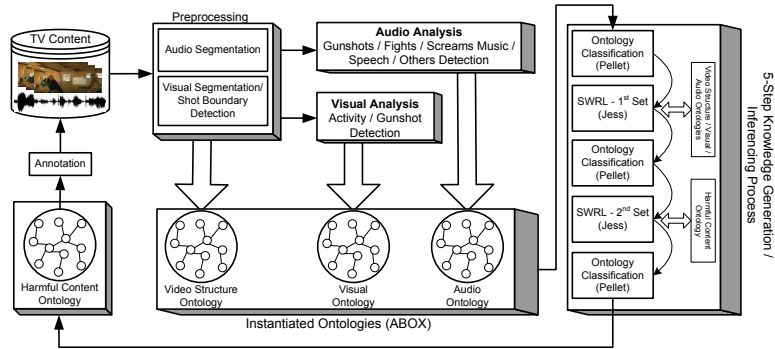 TV Content
Annotation
Harmful Content
Ontology
Preprocessing
Audio Segmentation
Visual Segmentation/
Shot Boundary
Detection
Audio Analysis
Gunshots / Fights / Screams Music /
Speech / Others Detection
Visual Analysis
Activity / Gunshot
Detection
Video Structure
Ontology
Visual
Ontology
Audio
Ontology
Instantiated Ontologies (ABOX)
Ontology
Classification
(Pellet)
SWRL - 1st Set
(Jess)
Ontology
Classification
(Pellet)
SWRL - 2nd Set
(Jess)
Ontology
Classification
(Pellet)
Video Structure / Visual /
Audio Ontologies
Harmful Content
Ontology
5-Step Knowledge Generation /
Inferencing Process